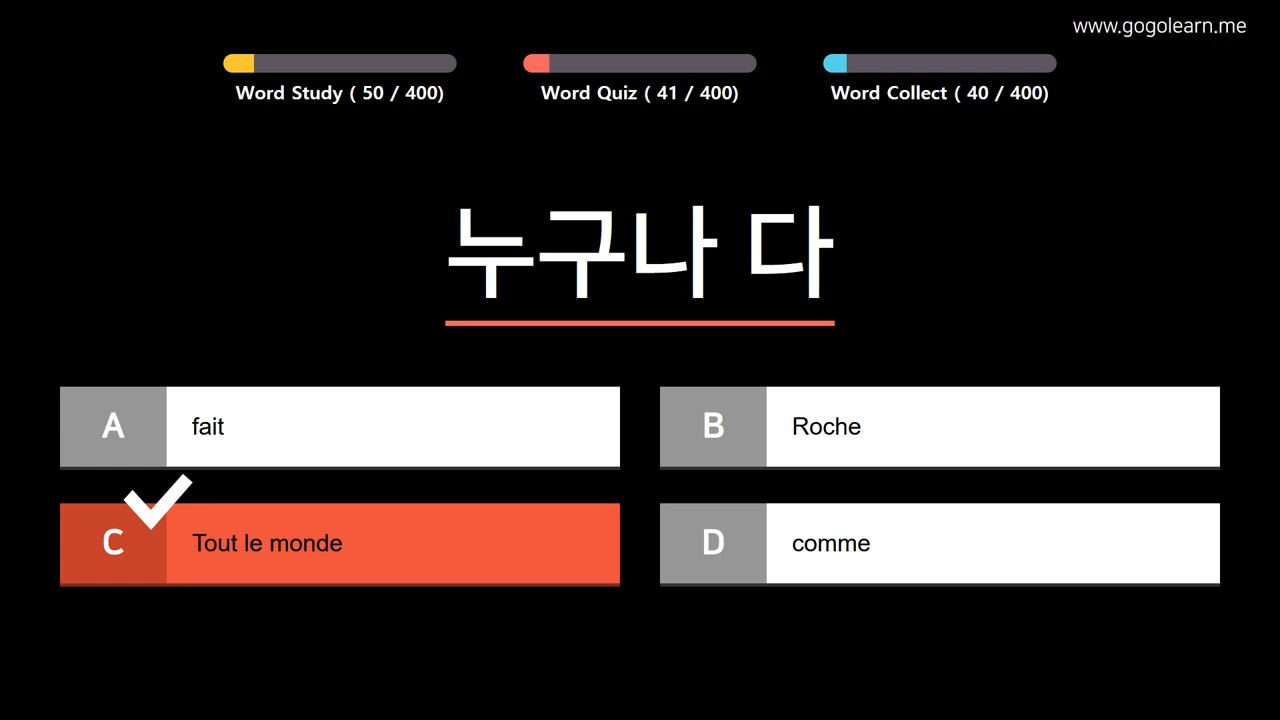 www.gogolearn.me
Word Study ( 50 / 400)
Word Quiz ( 41 / 400)
Word Collect ( 40 / 400)
누구나 다
A fait
B Roche
C Tout le monde
D comme